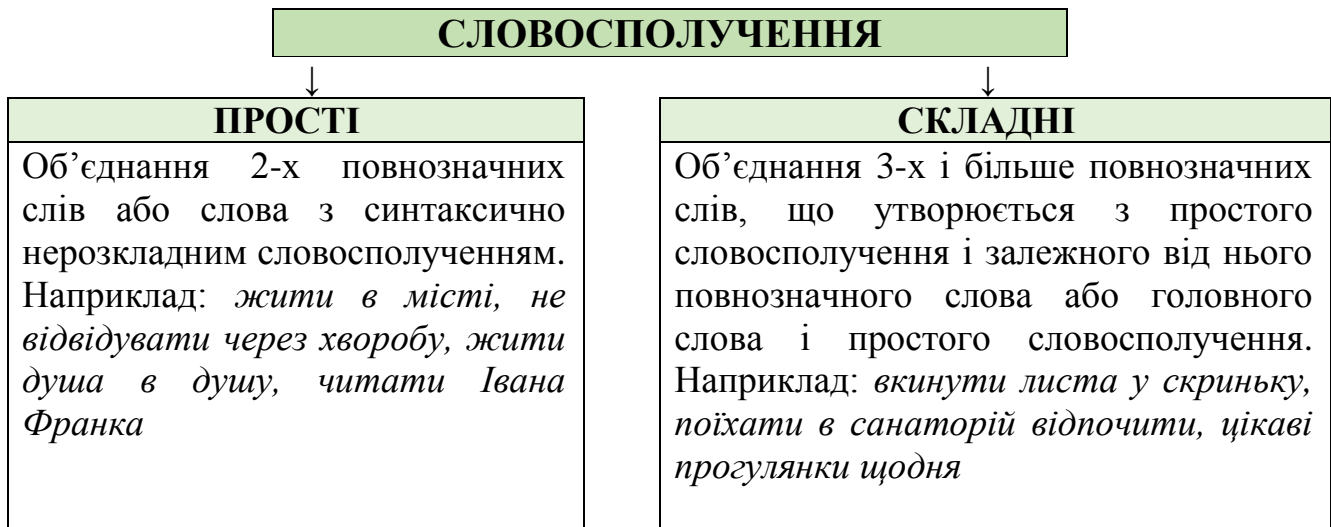 СЛОВОСПОЛУЧЕННЯ
↓ ↓
ПРОСТІ
Об’єднання 2-х повнозначних
слів або слова з синтаксично
нерозкладним словосполученням.
Наприклад: жити в місті, не
відвідувати через хворобу, жити
душа в душу, читати Івана
Франка
СКЛАДНІ
Об’єднання 3-х і більше повнозначних
слів, що утворюється з простого
словосполучення і залежного від нього
повнозначного слова або головного
слова і простого словосполучення.
Наприклад: вкинути листа у скриньку,
поїхати в санаторій відпочити, цікаві
прогулянки щодня